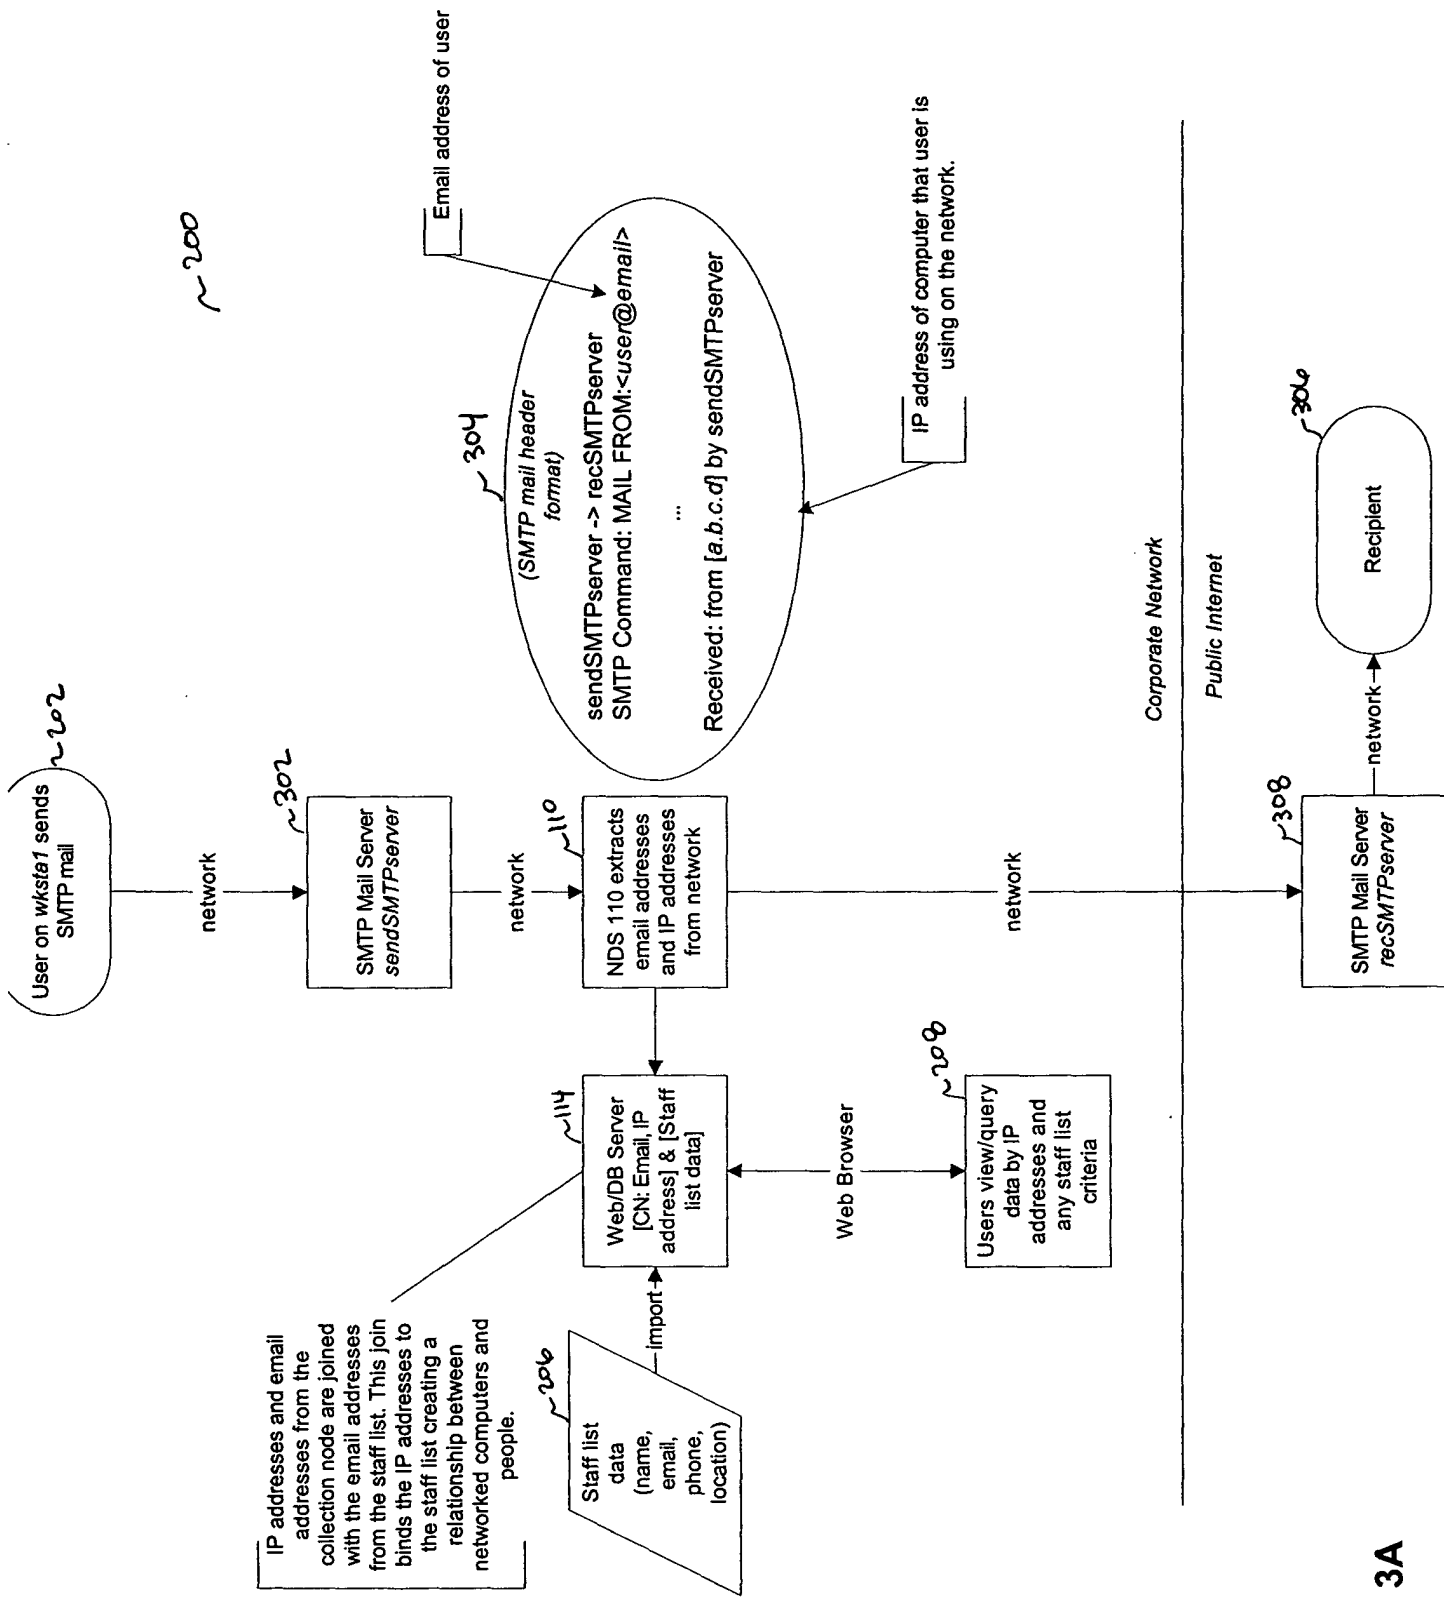 ~200
User on wksta1 sends
SMTP mail
~202
network
~302
SMTP Mail Server
sendSMTPserver
network
~110
NDS 110 extracts
email addresses
and IP addresses
from network
~304
(SMTP mail header
format)
sendSMTPserver -> recSMTPserver
SMTP Command: MAIL FROM:<user@email>
...
Received: from [a.b.c.d] by sendSMTPserver
Email address of user
IP address of computer that user is
using on the network.
IP addresses and email
addresses from the
collection node are joined
with the email addresses
from the staff list. This join
binds the IP addresses to
the staff list creating a
relationship between
networked computers and
people.
~206
Staff list
data
(name,
email,
phone,
location)
import
~114
Web/DB Server
[CN: Email, IP
address] & [Staff
list data]
Web Browser
~208
Users view/query
data by IP
addresses and
any staff list
criteria
network
Corporate Network
Public Internet
~308
SMTP Mail Server
recSMTPserver
network
~306
Recipient
3A